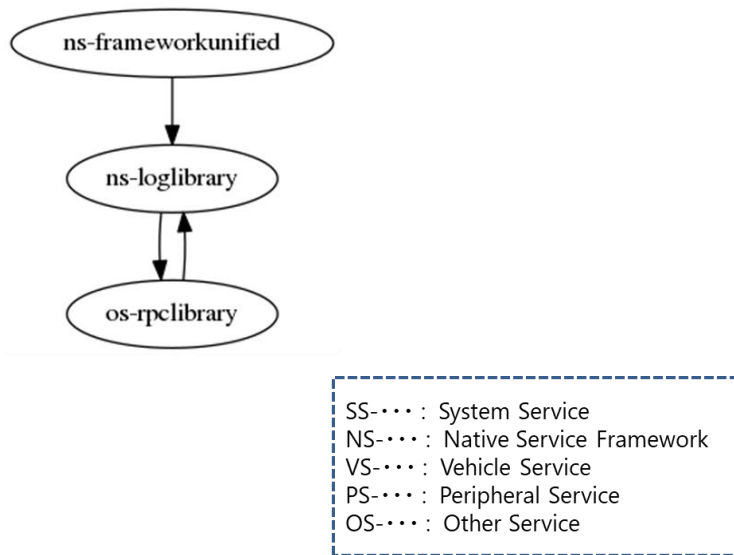 ns-frameworkunified
ns-loglibrary
os-rpclibrary
SS-･･･ : System Service
NS-･･･ : Native Service Framework
VS-･･･ : Vehicle Service
PS-･･･ : Peripheral Service
OS-･･･ : Other Service